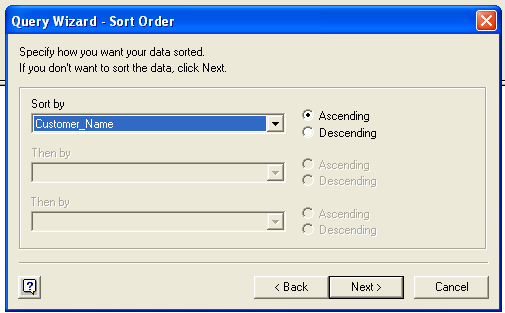 Query Wizard - Sort Order
Specify how you want your data sorted.
If you don't want to sort the data, click Next.
Sort by
Customer_Name
Ascending
Descending
Then by
Ascending
Descending
Then by
Ascending
Descending
?
< Back
Next >
Cancel